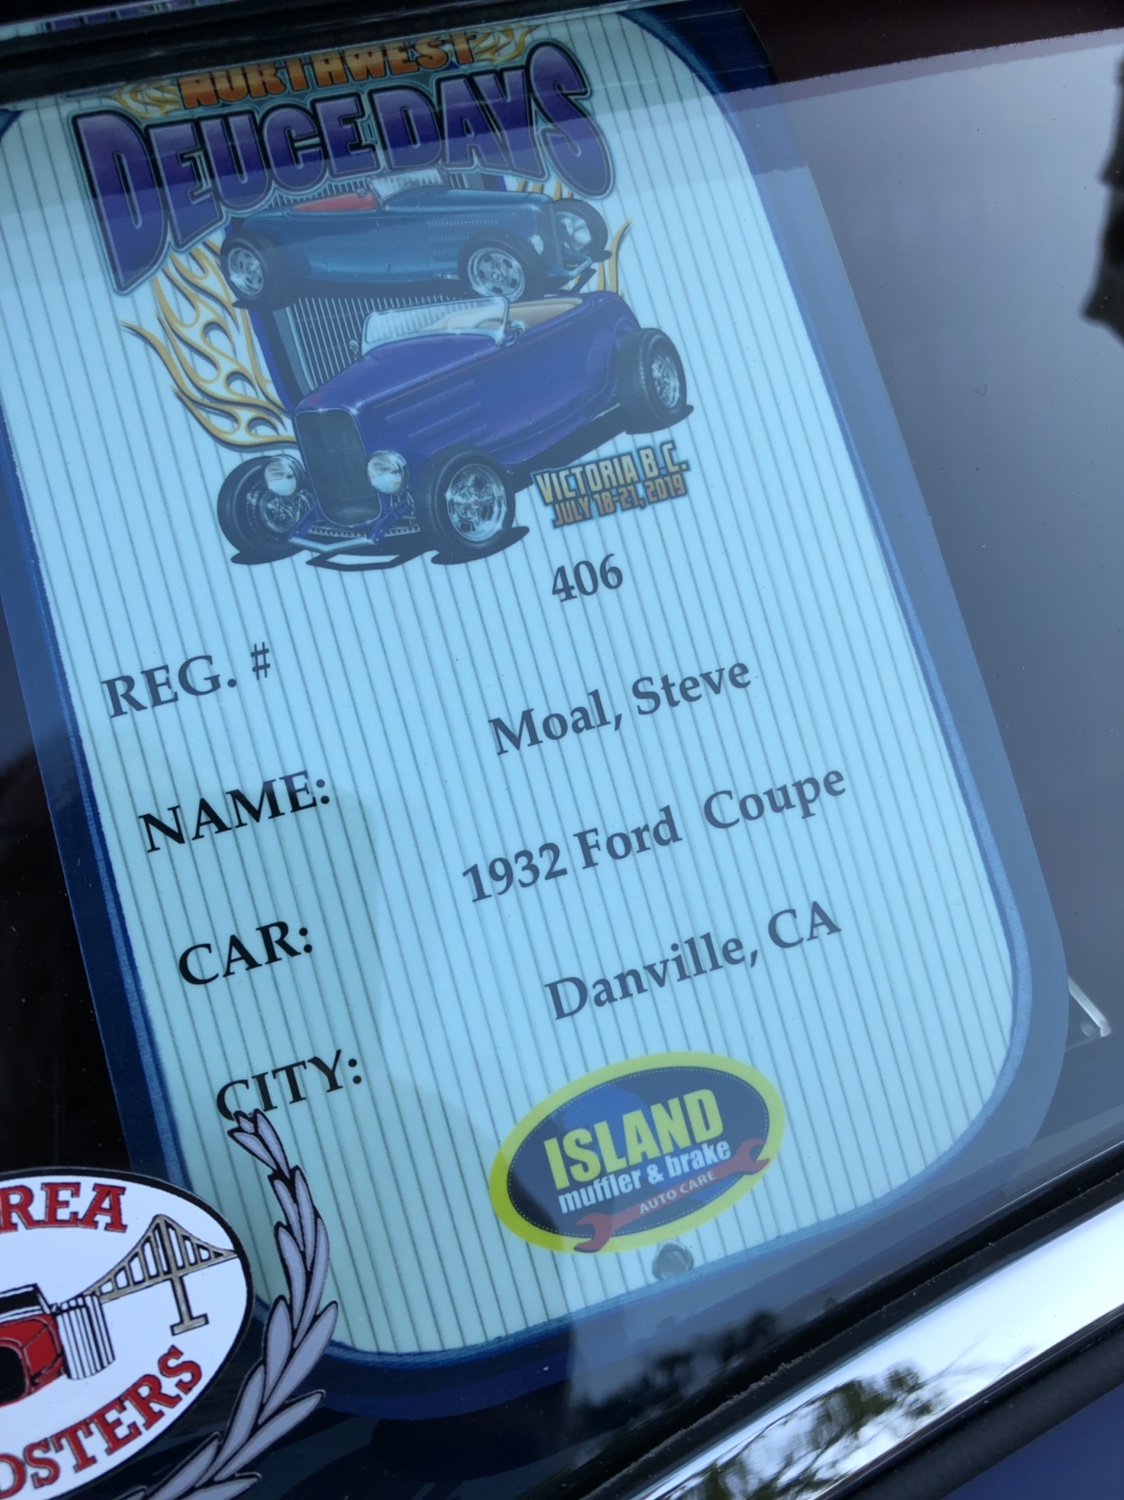 NORTHWEST
DEUCE DAYS
VICTORIA B.C.
JULY 18-21, 2019
REG. # 406
NAME: Moal, Steve
CAR: 1932 Ford Coupe
CITY: Danville, CA
ISLAND
muffler & brake
AUTO CARE
REA
OSTERS